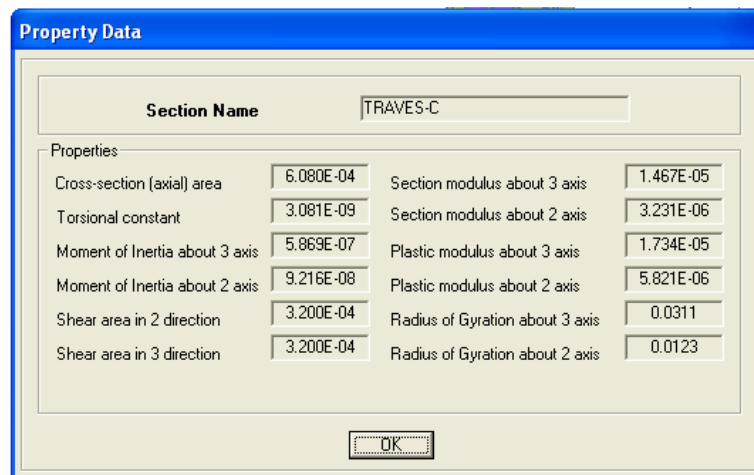 Property Data
Section Name TRAVES-C
Properties
Cross-section (axial) area 6.080E-04 Section modulus about 3 axis 1.467E-05
Torsional constant 3.081E-09 Section modulus about 2 axis 3.231E-06
Moment of Inertia about 3 axis 5.869E-07 Plastic modulus about 3 axis 1.734E-05
Moment of Inertia about 2 axis 9.216E-08 Plastic modulus about 2 axis 5.821E-06
Shear area in 2 direction 3.200E-04 Radius of Gyration about 3 axis 0.0311
Shear area in 3 direction 3.200E-04 Radius of Gyration about 2 axis 0.0123
OK